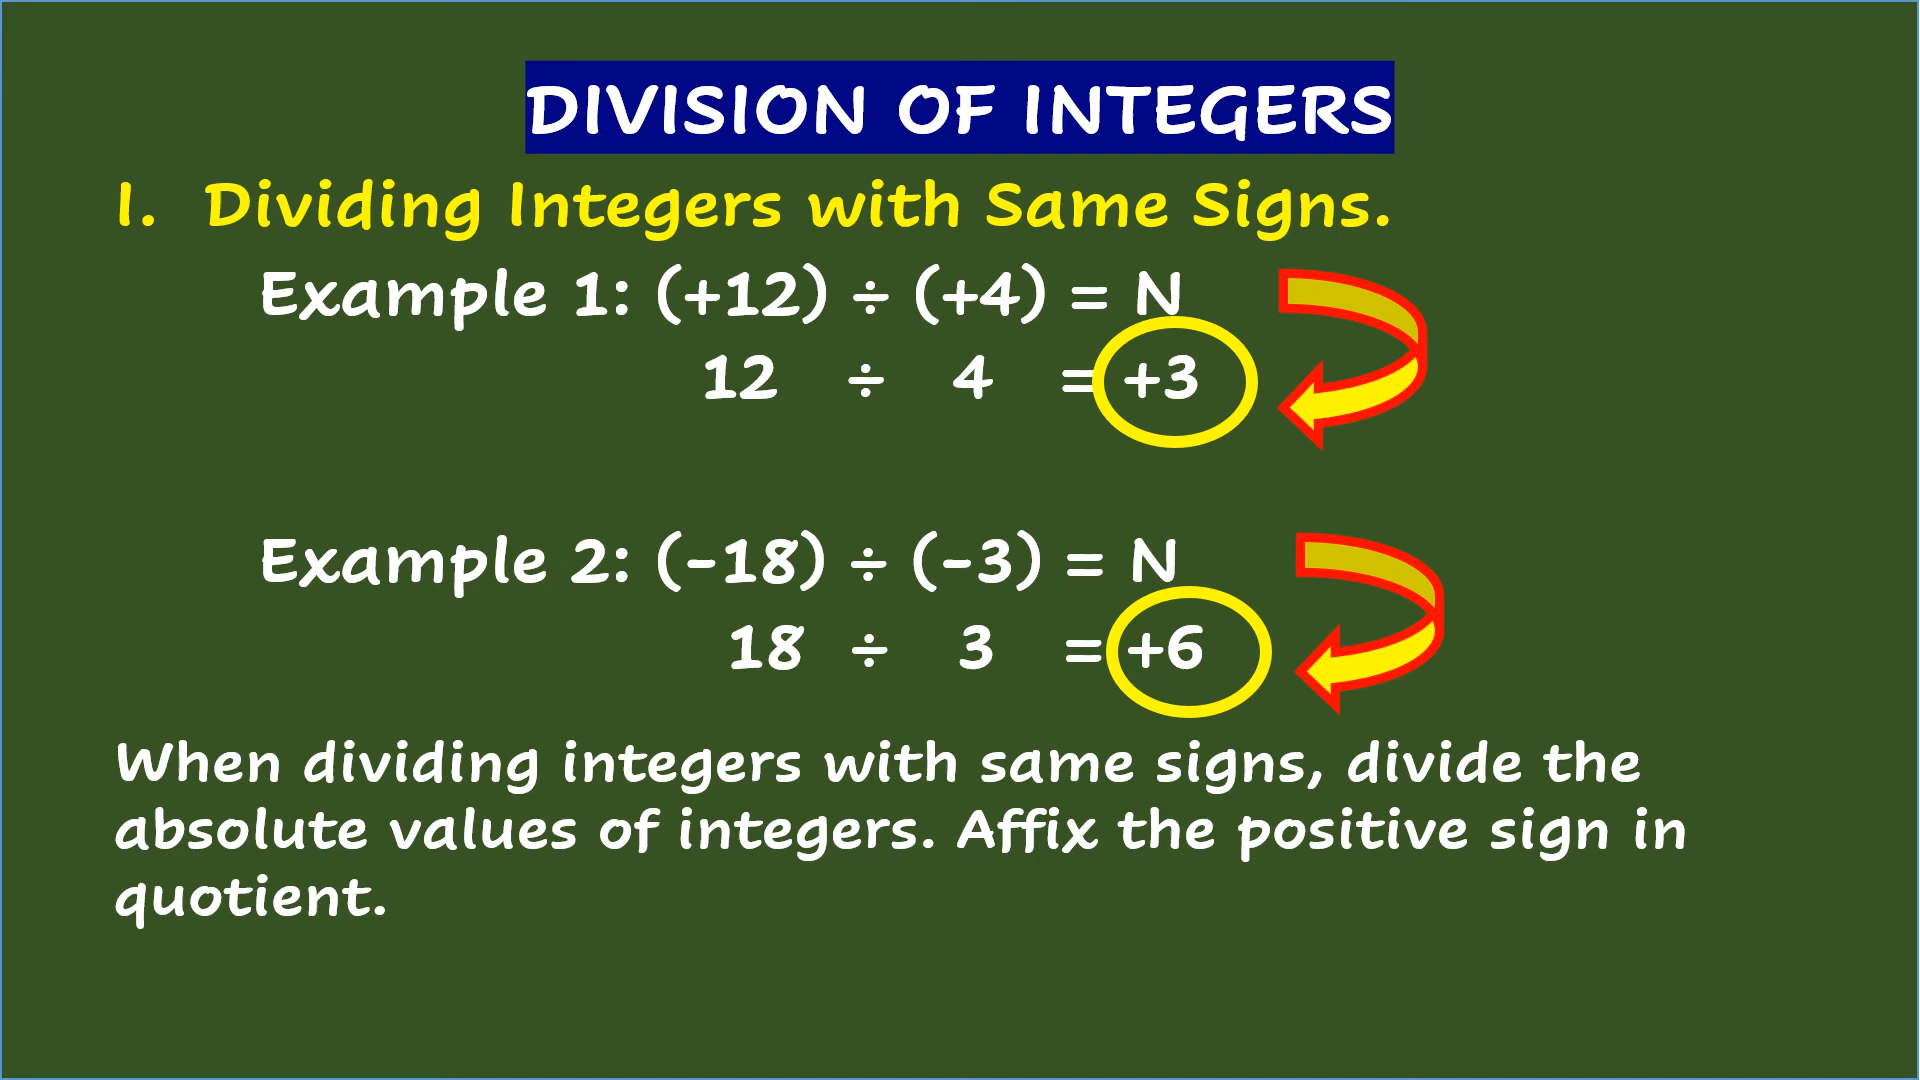 DIVISION OF INTEGERS
I. Dividing Integers with Same Signs.
Example 1: (+12) ÷ (+4) = N
12 ÷ 4 = +3
Example 2: (-18) ÷ (-3) = N
18 ÷ 3 = +6
When dividing integers with same signs, divide the
absolute values of integers. Affix the positive sign in
quotient.